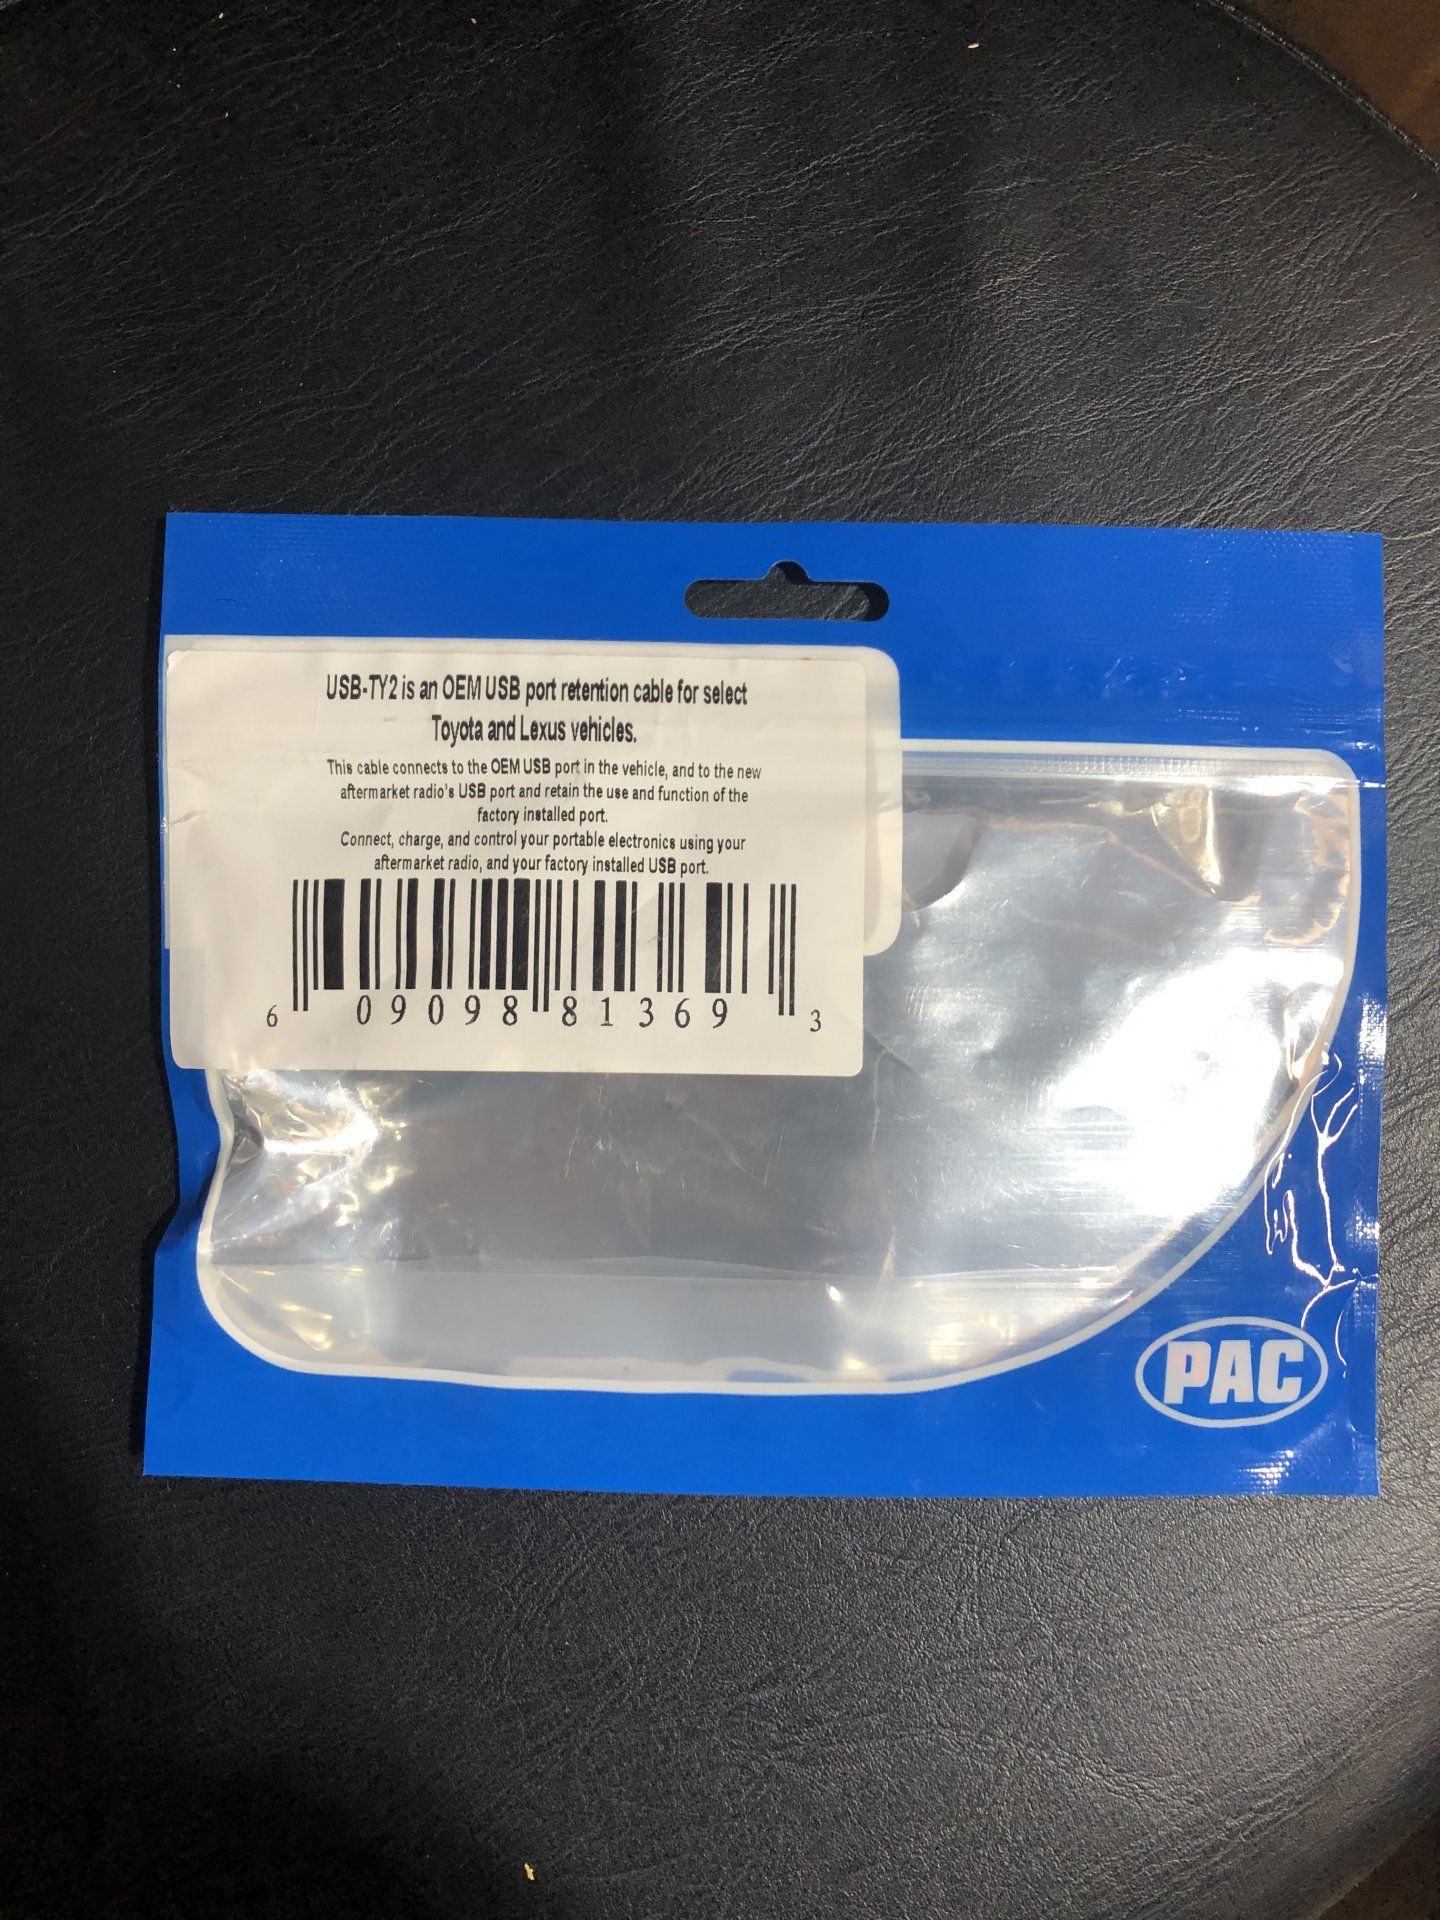 USB-TY2 is an OEM USB port retention cable for select
Toyota and Lexus vehicles.
This cable connects to the OEM USB port in the vehicle, and to the new
aftermarket radio's USB port and retain the use and function of the
factory installed port.
Connect, charge, and control your portable electronics using your
aftermarket radio, and your factory installed USB port.
6 09098 81369 3
PAC